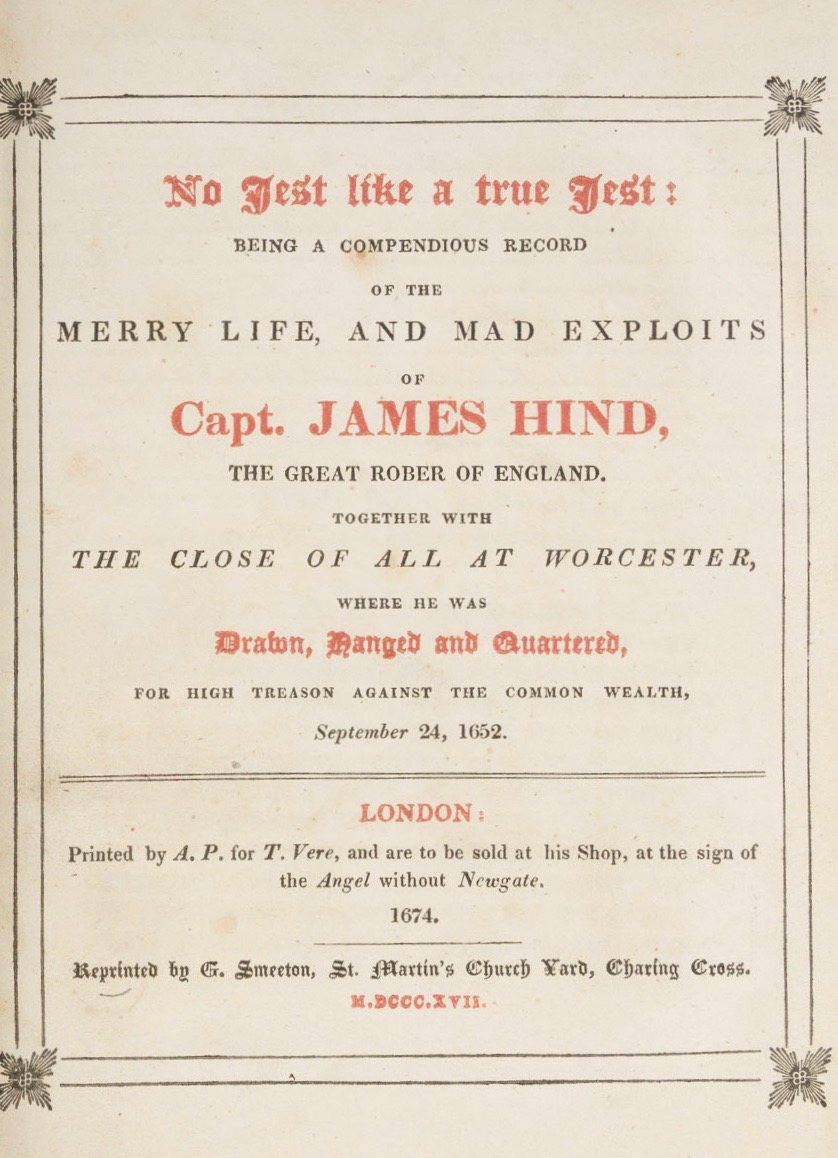 No Jest like a true Jest:
BEING A COMPENDIOUS RECORD
OF THE
MERRY LIFE, AND MAD EXPLOITS
OF
Capt. JAMES HIND,
THE GREAT ROBER OF ENGLAND.
TOGETHER WITH
THE CLOSE OF ALL AT WORCESTER,
WHERE HE WAS
Drawn, Hanged and Quartered,
FOR HIGH TREASON AGAINST THE COMMON WEALTH,
September 24, 1652.
LONDON:
Printed by A. P. for T. Vere, and are to be sold at his Shop, at the sign of
the Angel without Newgate.
1674.
Reprinted by G. Smeeton, St. Martin's Church Yard, Charing Cross.
M.DCCC.XVII.